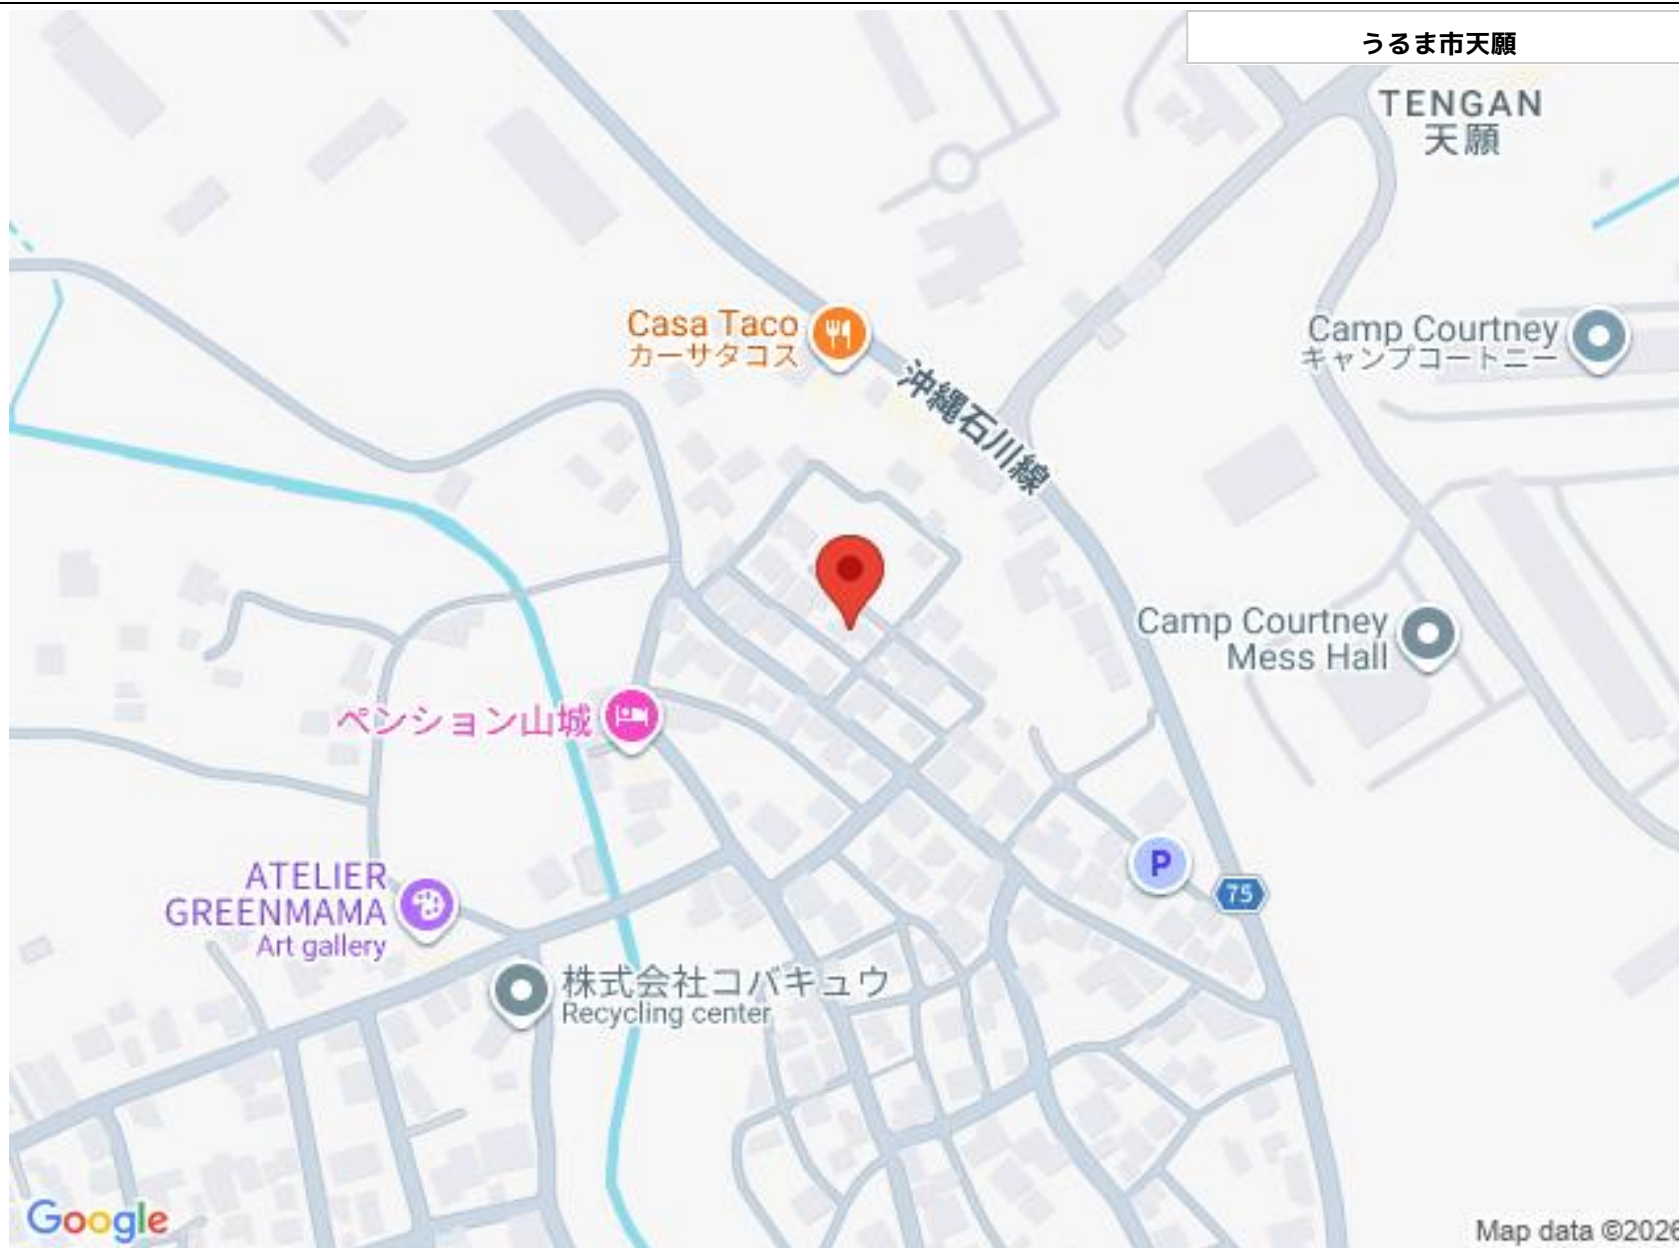 うるま市天願
TENGAN
天願
Casa Taco
カーサタコス
沖縄石川線
Camp Courtney
キャンプコートニー
Camp Courtney
Mess Hall
ペンション山城
P
75
ATELIER
GREENMAMA
Art gallery
株式会社コバキュウ
Recycling center
Google
Map data ©2026